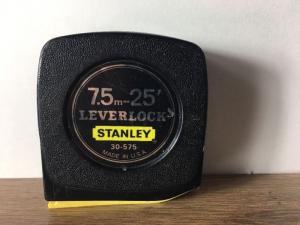 7.5m-25'
LEVERLOCK
STANLEY
30-575
MADE IN U.S.A.